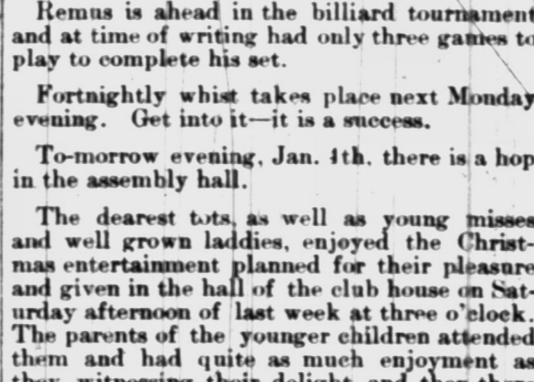 Remus is ahead in the billiard tournament
and at time of writing had only three games to
play to complete his set.
Fortnightly whist takes place next Monday
evening. Get into it—it is a success.
To-morrow evening, Jan. 4th, there is a hop
in the assembly hall.
The dearest tots, as well as young misses
and well grown laddies, enjoyed the Christ-
mas entertainment planned for their pleasure
and given in the hall of the club house on Sat-
urday afternoon of last week at three o'clock.
The parents of the younger children attended
them and had quite as much enjoyment as
they witnessing their delight and